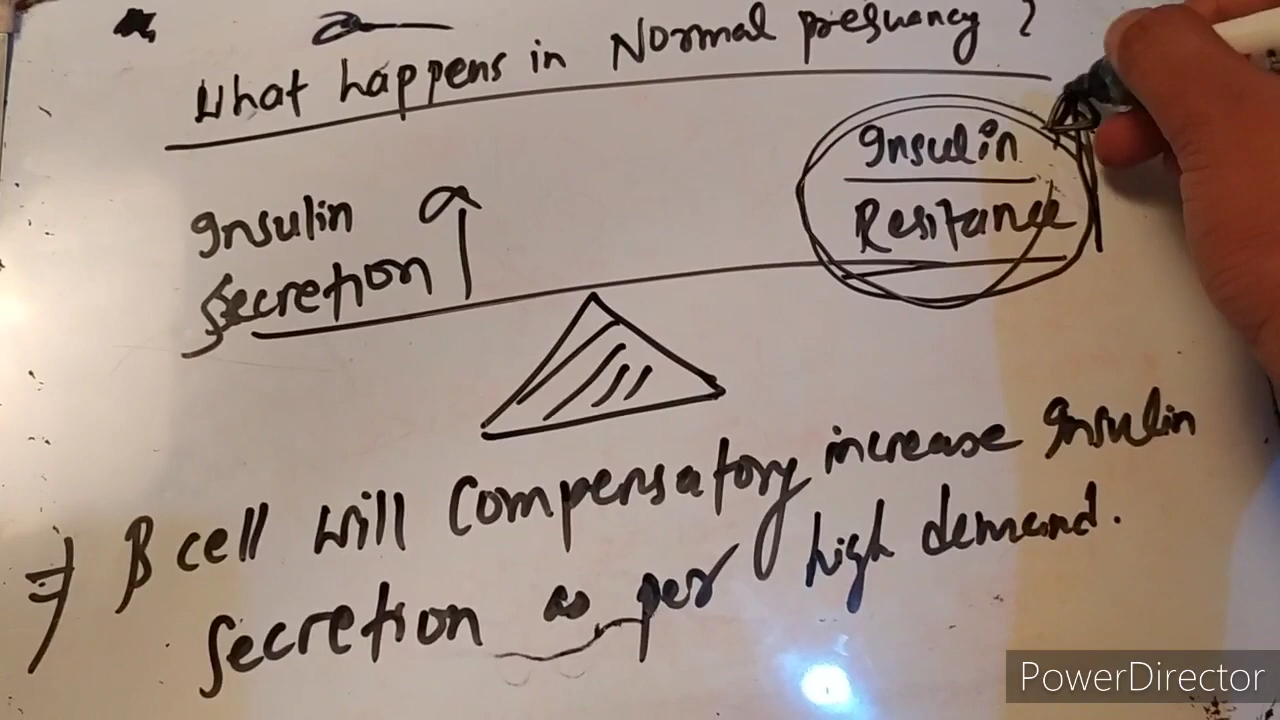 What happens in Normal pregnancy?
Insulin
Secretion
Insulin
Resitance
⇒ β cell will compensatory increase Insulin
Secretion as per high demand.
PowerDirector